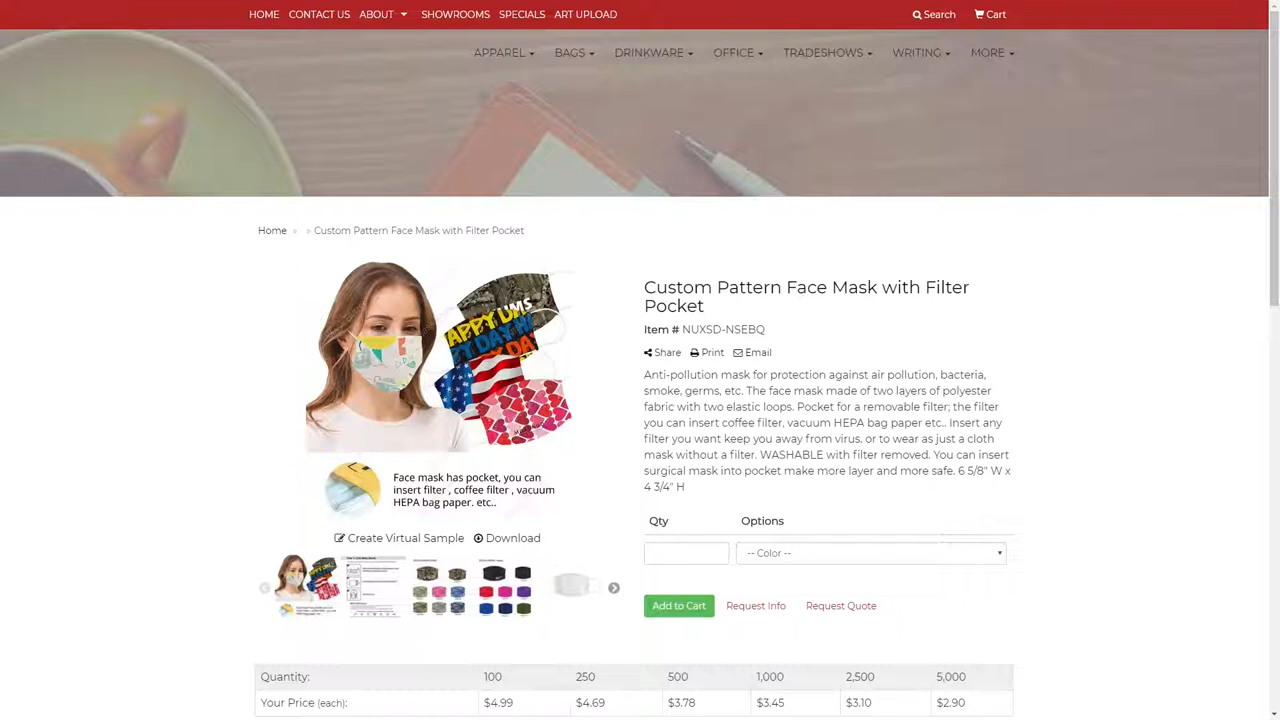 HOME CONTACT US ABOUT SHOWROOMS SPECIALS ART UPLOAD Search Cart
APPAREL BAGS DRINKWARE OFFICE TRADESHOWS WRITING MORE
Home » » Custom Pattern Face Mask with Filter Pocket
HAPPY
Custom Pattern Face Mask with Filter
Pocket
Item # NUXSD-NSEBQ
Share Print Email
Anti-pollution mask for protection against air pollution, bacteria,
smoke, germs, etc. The face mask made of two layers of polyester
fabric with two elastic loops. Pocket for a removable filter; the filter
you can insert coffee filter, vacuum HEPA bag paper etc.. Insert any
filter you want keep you away from virus. or to wear as just a cloth
mask without a filter. WASHABLE with filter removed. You can insert
surgical mask into pocket make more layer and more safe. 6 5/8" W x
4 3/4" H
Face mask has pocket, you can
insert filter , coffee filter , vacuum
HEPA bag paper. etc..
Create Virtual Sample Download
Qty Options
-- Color --
Add to Cart Request Info Request Quote
Quantity: 100 250 500 1,000 2,500 5,000
Your Price (each): $4.99 $4.69 $3.78 $3.45 $3.10 $2.90